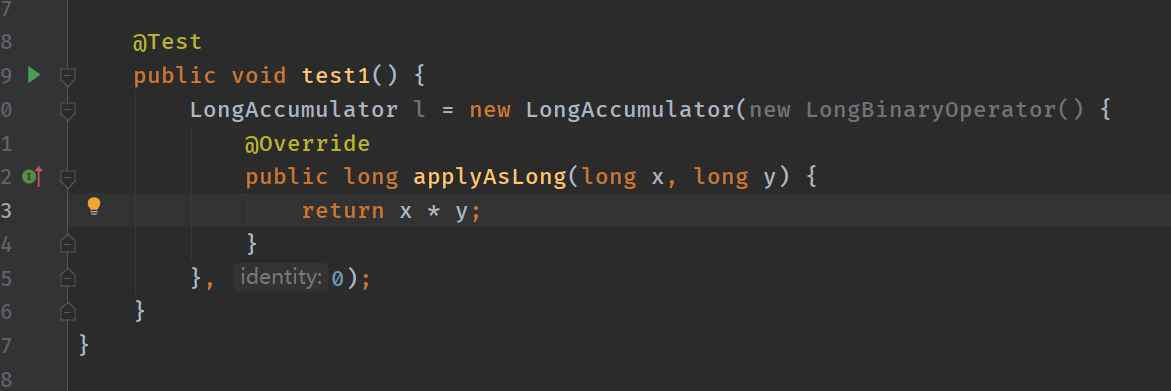 7
8 @Test
9 public void test1() {
0 LongAccumulator l = new LongAccumulator(new LongBinaryOperator() {
1 @Override
2 public long applyAsLong(long x, long y) {
3 return x * y;
4 }
5 }, identity: 0);
6 }
7 }
8